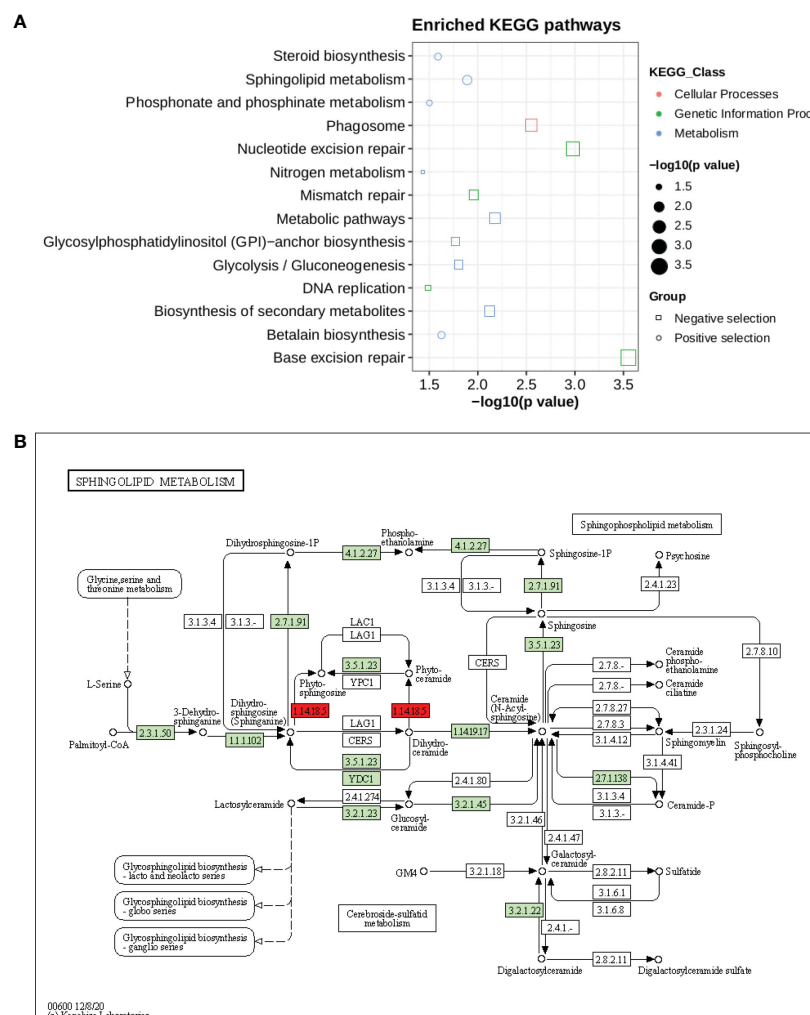 A
Enriched KEGG pathways
Steroid biosynthesis
Sphingolipid metabolism
Phosphonate and phosphinate metabolism
Phagosome
Nucleotide excision repair
Nitrogen metabolism
Mismatch repair
Metabolic pathways
Glycosylphosphatidylinositol (GPI)−anchor biosynthesis
Glycolysis / Gluconeogenesis
DNA replication
Biosynthesis of secondary metabolites
Betalain biosynthesis
Base excision repair
1.5 2.0 2.5 3.0 3.5
−log10(p value)
KEGG_Class
Cellular Processes
Genetic Information Proc
Metabolism
−log10(p value)
1.5
2.0
2.5
3.0
3.5
Group
Negative selection
Positive selection
B
SPHINGOLIPID METABOLISM
Sphingophospholipid metabolism
Dihydrosphingosine-1P
4.1.2.27
Phospho-
ethanolamine
4.1.2.27
Sphingosine-1P
Psychosine
Glycine,serine and
threonine metabolism
3.1.3.4 3.1.3.-
2.7.1.91
3.1.3.4 3.1.3.-
2.7.1.91
2.4.1.23
LAC1
LAG1
Sphingosine
3.5.1.23
YPC1
Phyto-
sphingosine
Phyto-
ceramide
CERS
3.5.1.23
2.7.8.-
Ceramide
phospho-
ethanolamine
2.7.8.-
Ceramide
ciliatine
2.7.8.10
L-Serine
3-Dehydro-
sphinganine
Dihydro-
sphingosine
(Sphinganine)
1.14.18.5
1.14.18.5
Ceramide
(N-Acyl-
sphingosine)
2.7.8.27
2.7.8.3
3.1.4.12
2.3.1.24
Palmitoyl-CoA
2.3.1.50
1.1.1.102
LAG1
CERS
Dihydro-
ceramide
1.14.19.17
Sphingomyelin
Sphingosyl-
phosphocholine
3.5.1.23
YDC1
2.4.1.80
2.7.1.138
3.1.3.4
3.1.3.-
3.1.4.41
Ceramide-P
Lactosylceramide
2.4.1.274
3.2.1.23
Glucosyl-
ceramide
3.2.1.45
3.2.1.46
2.4.1.47
Glycosphingolipid biosynthesis
- lacto and neolacto series
Glycosphingolipid biosynthesis
- globo series
Glycosphingolipid biosynthesis
- ganglio series
GM4
3.2.1.18
Galactosyl-
ceramide
2.8.2.11
Sulfatide
3.1.6.1
3.1.6.8
Cerebroside-sulfatid
metabolism
3.2.1.22
2.4.1.-
Digalactosylceramide
2.8.2.11
Digalactosylceramide sulfate
00600 12/8/20